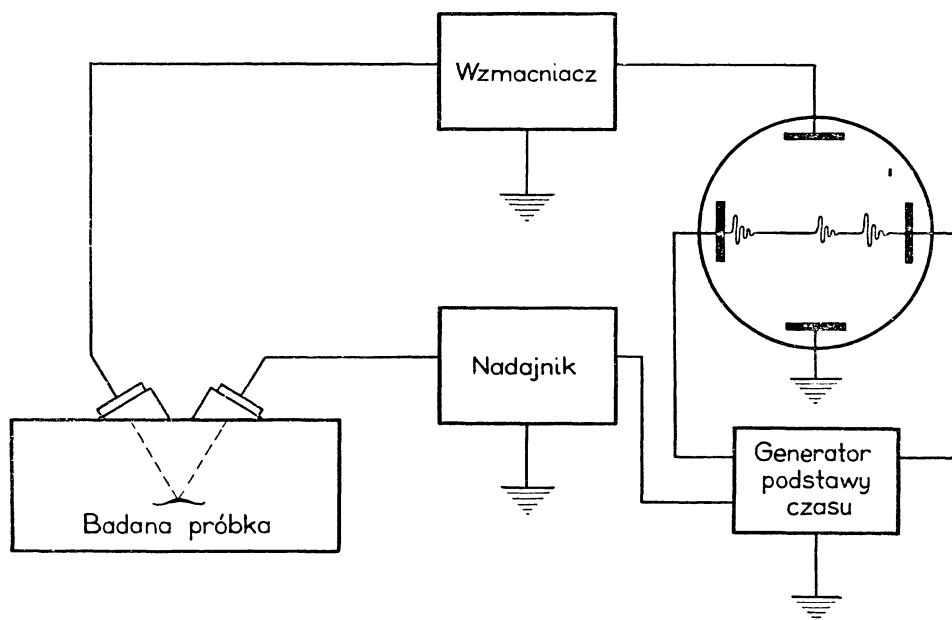 Wzmacniacz
Nadajnik
Generator
podstawy
czasu
Badana próbka